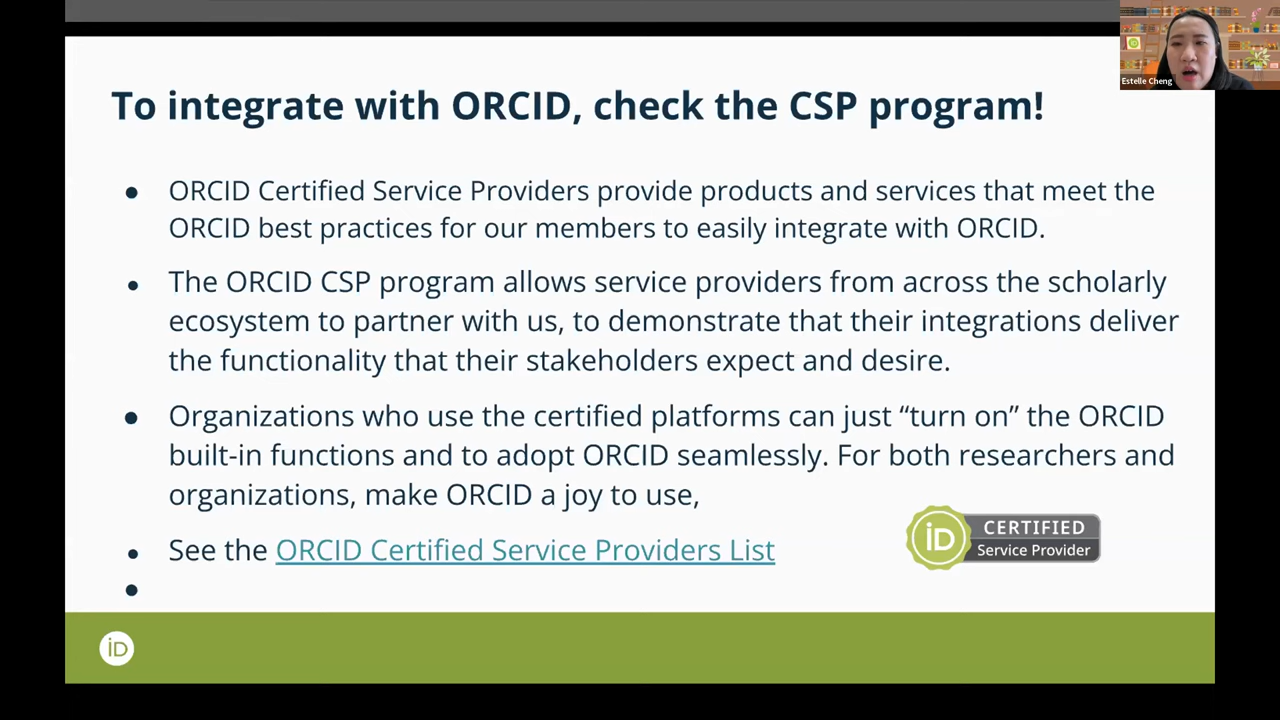 To integrate with ORCID, check the CSP program!
Estelle Cheng
● ORCID Certified Service Providers provide products and services that meet the
ORCID best practices for our members to easily integrate with ORCID.
● The ORCID CSP program allows service providers from across the scholarly
ecosystem to partner with us, to demonstrate that their integrations deliver
the functionality that their stakeholders expect and desire.
● Organizations who use the certified platforms can just “turn on” the ORCID
built-in functions and to adopt ORCID seamlessly. For both researchers and
organizations, make ORCID a joy to use,
● See the ORCID Certified Service Providers List
●
iD CERTIFIED
Service Provider
iD